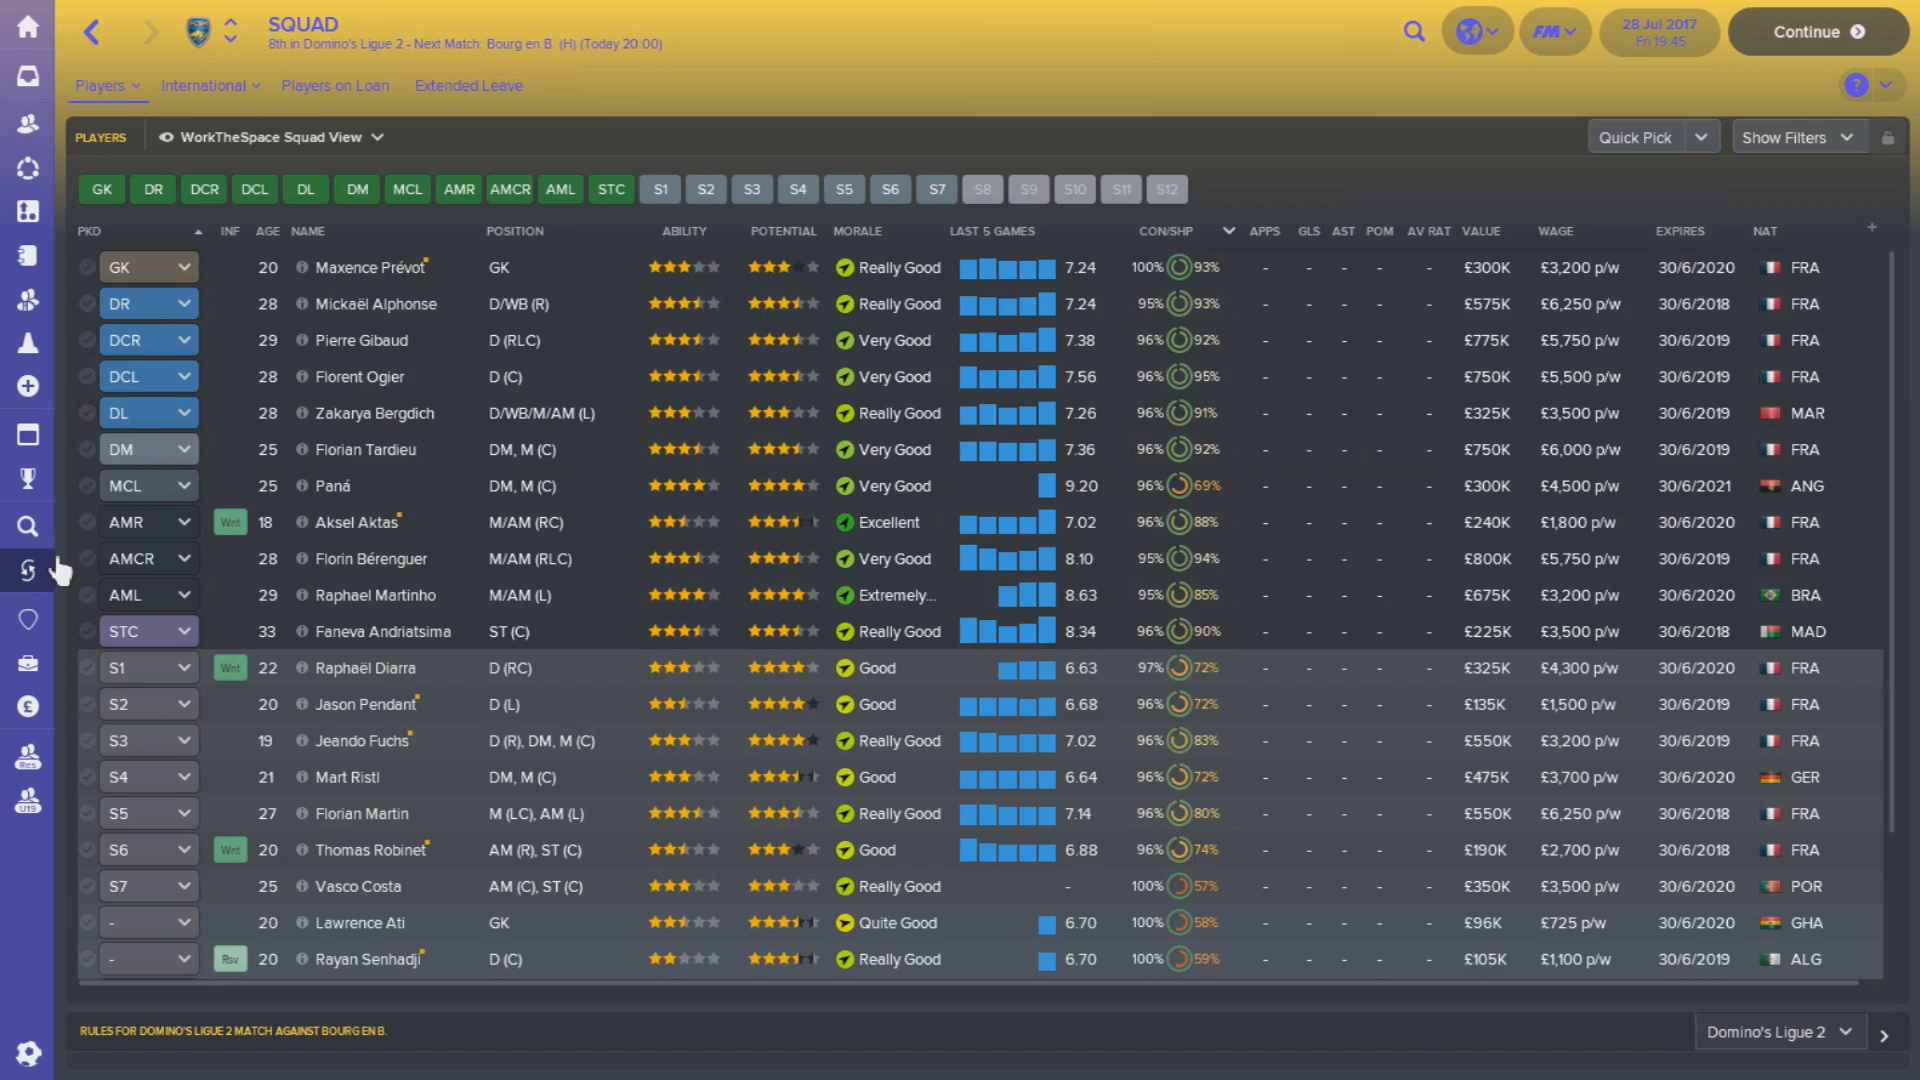 SQUAD
8th in Domino's Ligue 2 - Next Match: Bourg en B. (H) (Today 20:00)
FM
28 Jul 2017
Fri 19:45
Continue
Players International Players on Loan Extended Leave
?
PLAYERS WorkTheSpace Squad View Quick Pick Show Filters
GK DR DCR DCL DL DM MCL AMR AMCR AML STC S1 S2 S3 S4 S5 S6 S7 S8 S9 S10 S11 S12
PKD INF AGE NAME POSITION ABILITY POTENTIAL MORALE LAST 5 GAMES CON/SHP APPS GLS AST POM AV RAT VALUE WAGE EXPIRES NAT +
GK 20 Maxence Prévot GK Really Good 7.24 100% 93% - - - - - £300K £3,200 p/w 30/6/2020 FRA
DR 28 Mickaël Alphonse D/WB (R) Really Good 7.24 95% 93% - - - - - £575K £6,250 p/w 30/6/2018 FRA
DCR 29 Pierre Gibaud D (RLC) Very Good 7.38 96% 92% - - - - - £775K £5,750 p/w 30/6/2019 FRA
DCL 28 Florent Ogier D (C) Very Good 7.56 96% 95% - - - - - £750K £5,500 p/w 30/6/2019 FRA
DL 28 Zakarya Bergdich D/WB/M/AM (L) Really Good 7.26 96% 91% - - - - - £325K £3,500 p/w 30/6/2019 MAR
DM 25 Florian Tardieu DM, M (C) Very Good 7.36 96% 92% - - - - - £750K £6,000 p/w 30/6/2019 FRA
MCL 25 Paná DM, M (C) Very Good 9.20 96% 69% - - - - - £300K £4,500 p/w 30/6/2021 ANG
AMR Wnt 18 Aksel Aktas M/AM (RC) Excellent 7.02 96% 88% - - - - - £240K £1,800 p/w 30/6/2020 FRA
AMCR 28 Florin Bérenguer M/AM (RLC) Very Good 8.10 95% 94% - - - - - £800K £5,750 p/w 30/6/2019 FRA
AML 29 Raphael Martinho M/AM (L) Extremely... 8.63 95% 85% - - - - - £675K £3,200 p/w 30/6/2020 BRA
STC 33 Faneva Andriatsima ST (C) Really Good 8.34 96% 90% - - - - - £225K £3,500 p/w 30/6/2018 MAD
S1 Wnt 22 Raphaël Diarra D (RC) Good 6.63 97% 72% - - - - - £325K £4,300 p/w 30/6/2020 FRA
S2 20 Jason Pendant D (L) Good 6.68 96% 72% - - - - - £135K £1,500 p/w 30/6/2019 FRA
S3 19 Jeando Fuchs D (R), DM, M (C) Really Good 7.02 96% 83% - - - - - £550K £3,200 p/w 30/6/2019 FRA
S4 21 Mart Ristl DM, M (C) Good 6.64 96% 72% - - - - - £475K £3,700 p/w 30/6/2020 GER
S5 27 Florian Martin M (LC), AM (L) Really Good 7.14 96% 80% - - - - - £550K £6,250 p/w 30/6/2018 FRA
S6 Wnt 20 Thomas Robinet AM (R), ST (C) Good 6.88 96% 74% - - - - - £190K £2,700 p/w 30/6/2018 FRA
S7 25 Vasco Costa AM (C), ST (C) Really Good - 100% 57% - - - - - £350K £3,500 p/w 30/6/2020 POR
- 20 Lawrence Ati GK Quite Good 6.70 100% 58% - - - - - £96K £725 p/w 30/6/2020 GHA
- Rsv 20 Rayan Senhadji D (C) Really Good 6.70 100% 59% - - - - - £105K £1,100 p/w 30/6/2019 ALG
Res
U19
RULES FOR DOMINO'S LIGUE 2 MATCH AGAINST BOURG EN B. Domino's Ligue 2